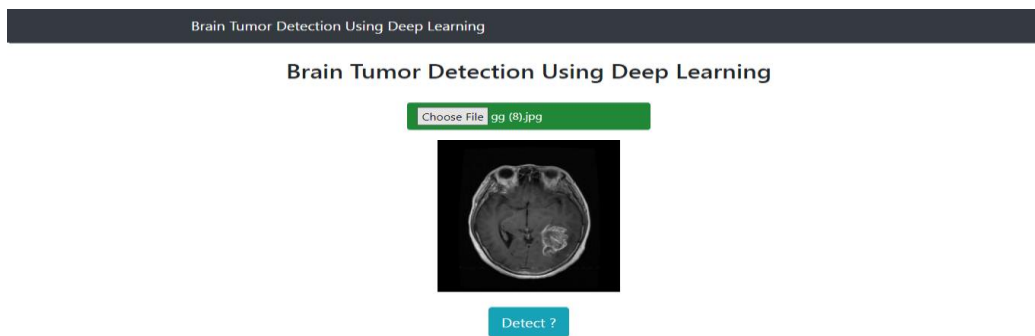 Brain Tumor Detection Using Deep Learning
Brain Tumor Detection Using Deep Learning
Choose File gg (8).jpg
Detect ?